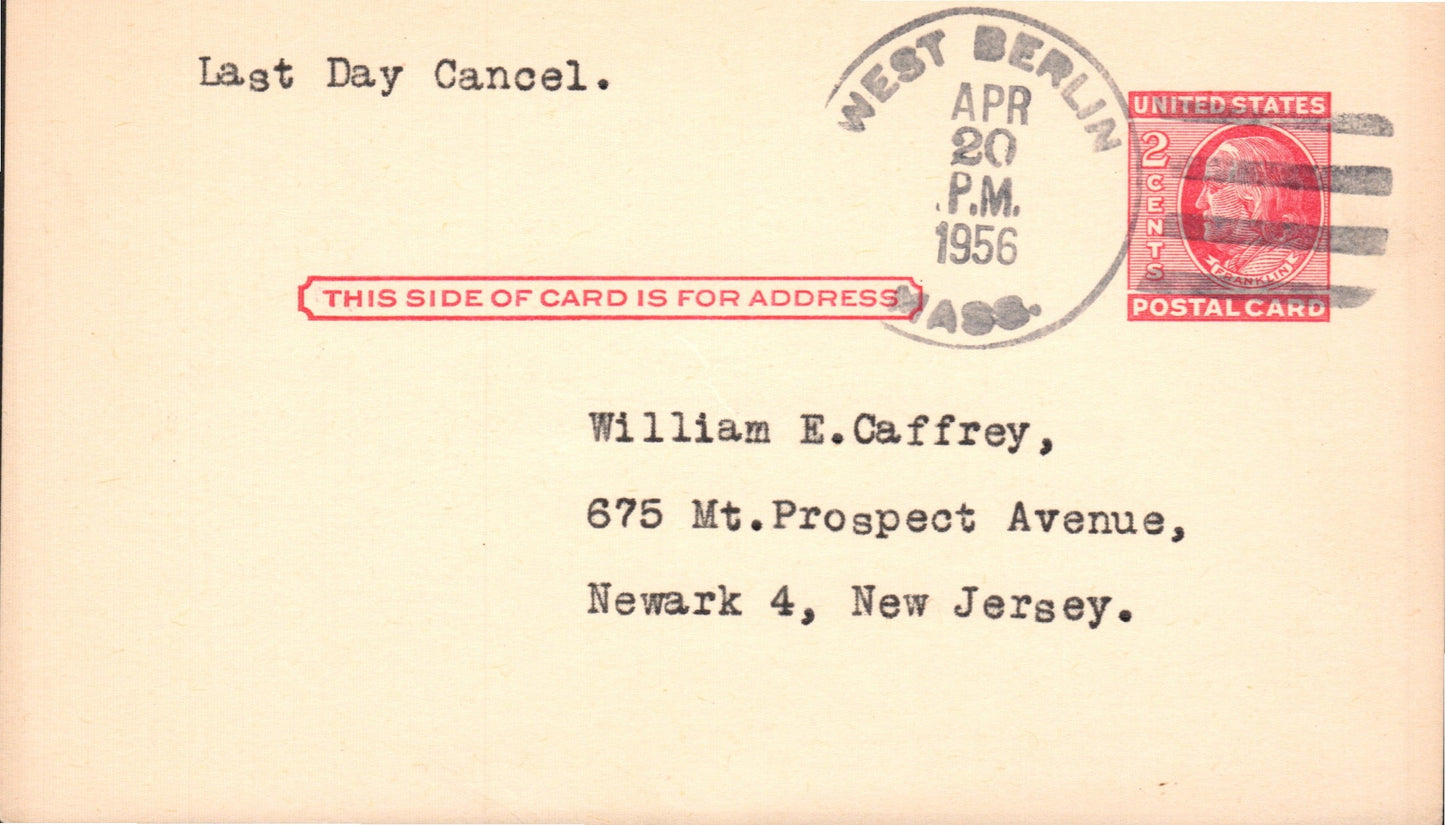 Last Day Cancel.
WEST BERLIN
APR
20
P.M.
1956
MASS.
UNITED STATES
2 CENTS
FRANKLIN
POSTAL CARD
THIS SIDE OF CARD IS FOR ADDRESS
William E.Caffrey,
675 Mt.Prospect Avenue,
Newark 4, New Jersey.